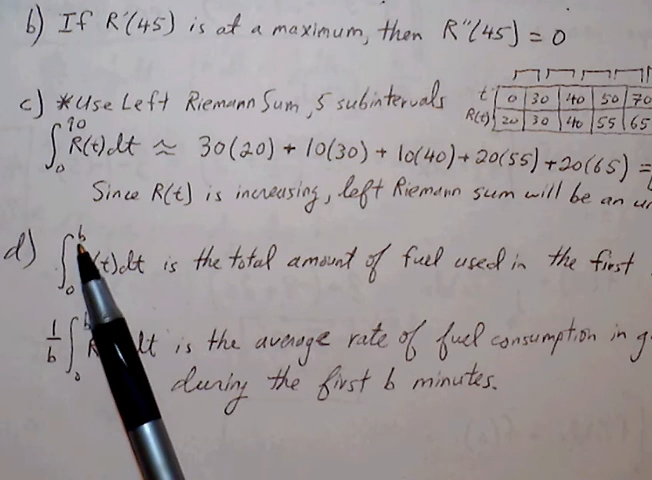 b) If R'(45) is at a maximum, then R''(45) = 0
c) *Use Left Riemann Sum, 5 subintervals
t 0 30 40 50 70
R(t) 20 30 40 55 65
∫₀⁹⁰ R(t)dt ≈ 30(20) + 10(30) + 10(40) + 20(55) + 20(65) =
Since R(t) is increasing, left Riemann sum will be an un
d) ∫₀ᵇ (t)dt is the total amount of fuel used in the first
1/b ∫₀ᵇ R dt is the average rate of fuel consumption in g
during the first b minutes.